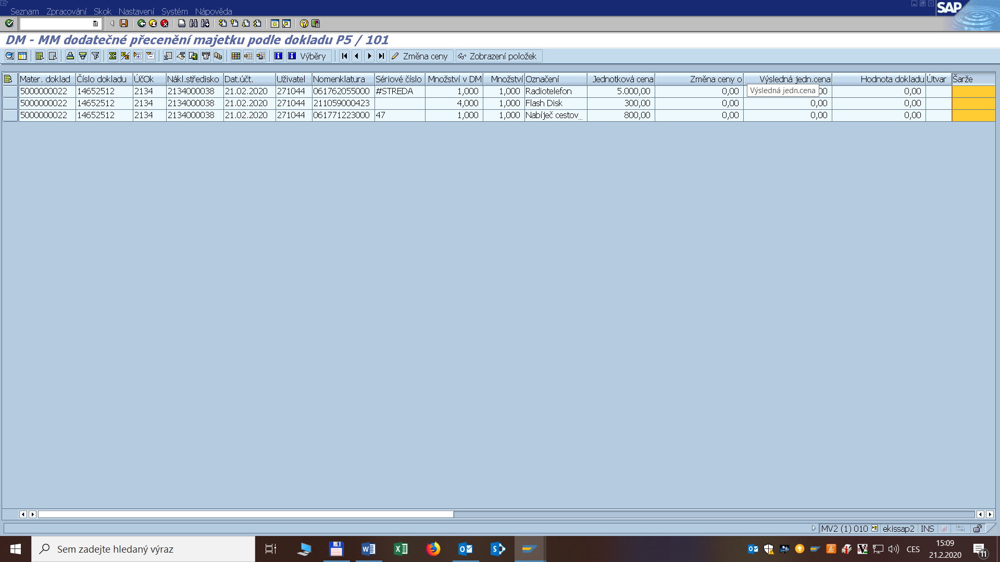 Seznam Zpracování Skok Nastavení Systém Nápověda
SAP
DM - MM dodatečné přecenění majetku podle dokladu P5 / 101
Výběry Změna ceny Zobrazení položek
Mater. doklad Číslo dokladu ÚčOk Nákl.středisko Dat.účt. Uživatel Nomenklatura Sériové číslo Množství v DM Množství Označení Jednotková cena Změna ceny o Výsledná jedn.cena Hodnota dokladu Útvar Šarže
5000000022 14652512 2134 2134000038 21.02.2020 271044 061762055000 #STREDA 1,000 1,000 Radiotelefon 5.000,00 0,00 00 0,00
Výsledná jedn.cena
5000000022 14652512 2134 2134000038 21.02.2020 271044 211059000423 4,000 1,000 Flash Disk 300,00 0,00 0,00 0,00
5000000022 14652512 2134 2134000038 21.02.2020 271044 061771223000 47 1,000 1,000 Nabíječ cestov... 800,00 0,00 0,00 0,00
MV2 (1) 010 ekissap2 INS
Sem zadejte hledaný výraz
CES
15:09
21.2.2020
11